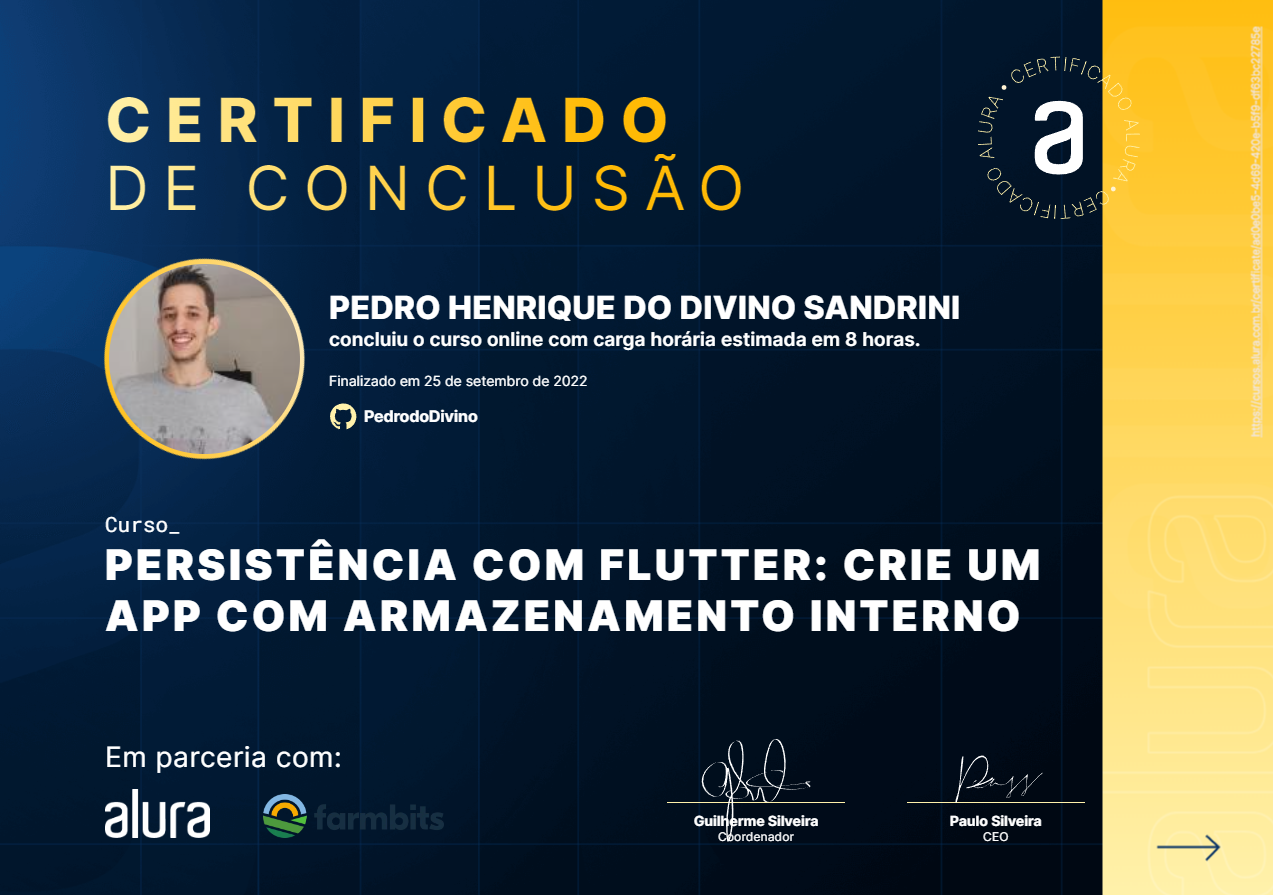 CERTIFICADO
DE CONCLUSÃO
CERTIFICADO ALURA • CERTIFICADO ALURA •
a
PEDRO HENRIQUE DO DIVINO SANDRINI
concluiu o curso online com carga horária estimada em 8 horas.
Finalizado em 25 de setembro de 2022
PedrodoDivino
Curso_
PERSISTÊNCIA COM FLUTTER: CRIE UM
APP COM ARMAZENAMENTO INTERNO
Em parceria com:
alura
farmbits
Guilherme Silveira
Coordenador
Paulo Silveira
CEO
alura